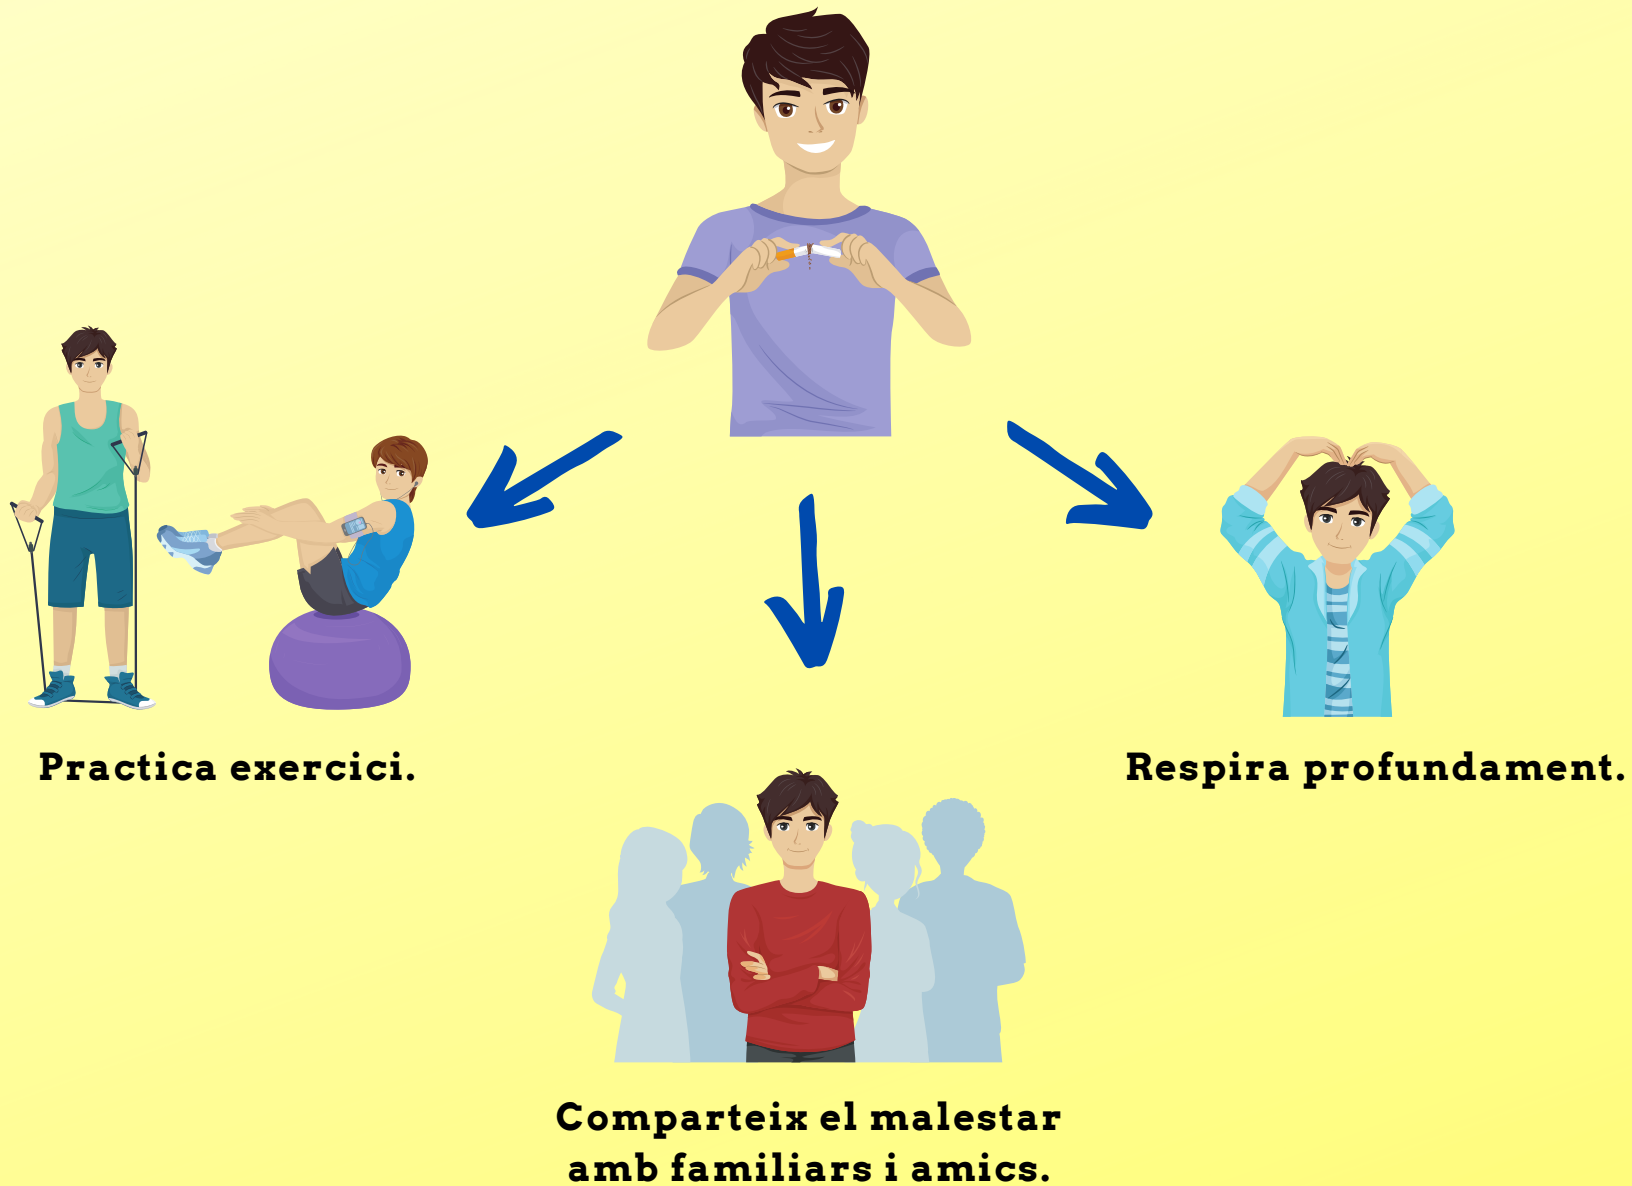 Practica exercici.
Respira profundament.
Comparteix el malestar
amb familiars i amics.